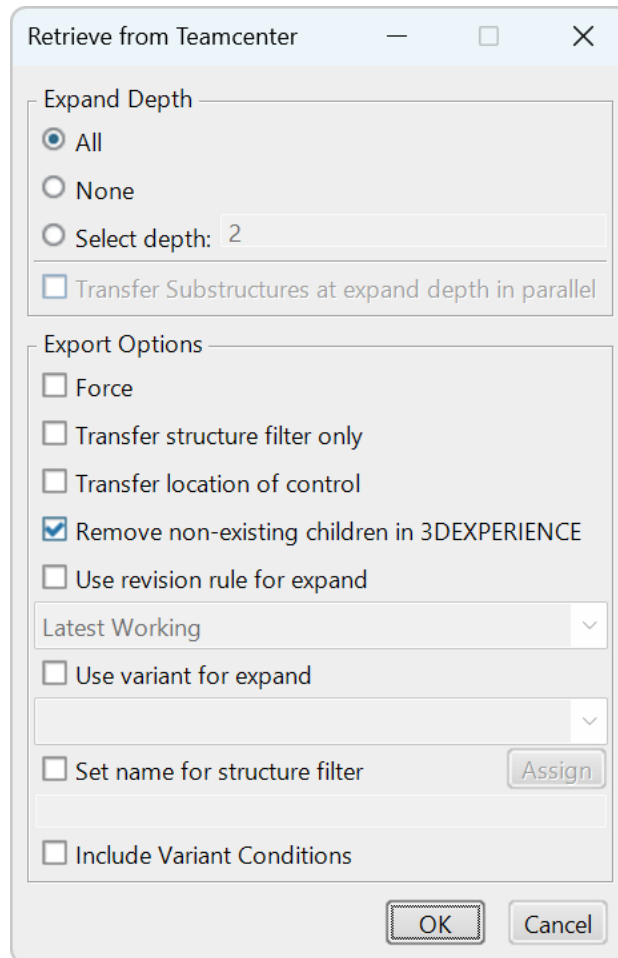 Retrieve from Teamcenter
Expand Depth
All
None
Select depth: 2
Transfer Substructures at expand depth in parallel
Export Options
Force
Transfer structure filter only
Transfer location of control
Remove non-existing children in 3DEXPERIENCE
Use revision rule for expand
Latest Working
Use variant for expand
Set name for structure filter Assign
Include Variant Conditions
OK Cancel